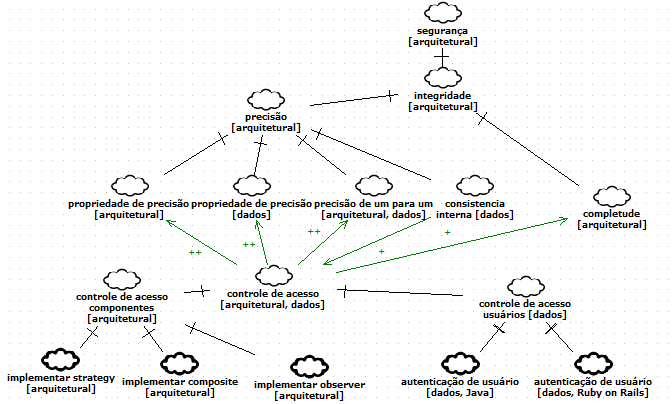 segurança
[arquitetural]
integridade
[arquitetural]
precisão
[arquitetural]
propriedade de precisão
[arquitetural]
propriedade de precisão
[dados]
precisão de um para um
[arquitetural, dados]
consistencia
interna [dados]
completude
[arquitetural]
++
++
++
+
+
controle de acesso
componentes
[arquitetural]
controle de acesso
[arquitetural, dados]
controle de acesso
usuários [dados]
implementar strategy
[arquitetural]
implementar composite
[arquitetural]
implementar observer
[arquitetural]
autenticação de usuário
[dados, Java]
autenticação de usuário
[dados, Ruby on Rails]